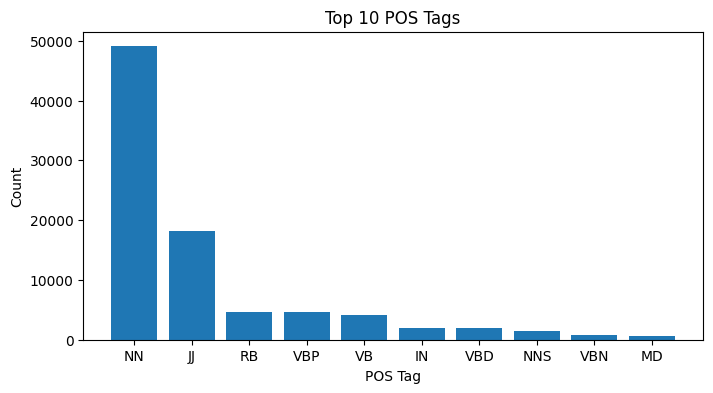 Top 10 POS Tags
Count
50000
40000
30000
20000
10000
0
NN JJ RB VBP VB IN VBD NNS VBN MD
POS Tag